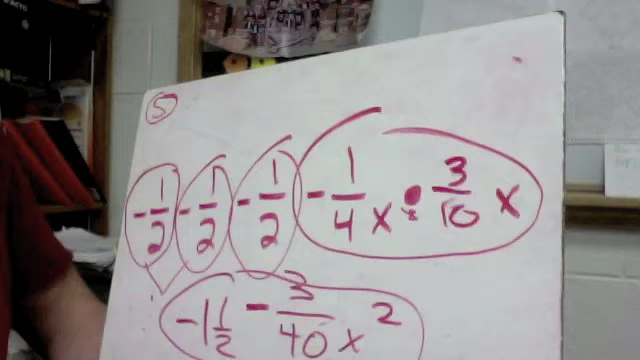 5
-1/2 -1/2 -1/2 -1/4 x • 3/10 x
-1 1/2 - 3/40 x²